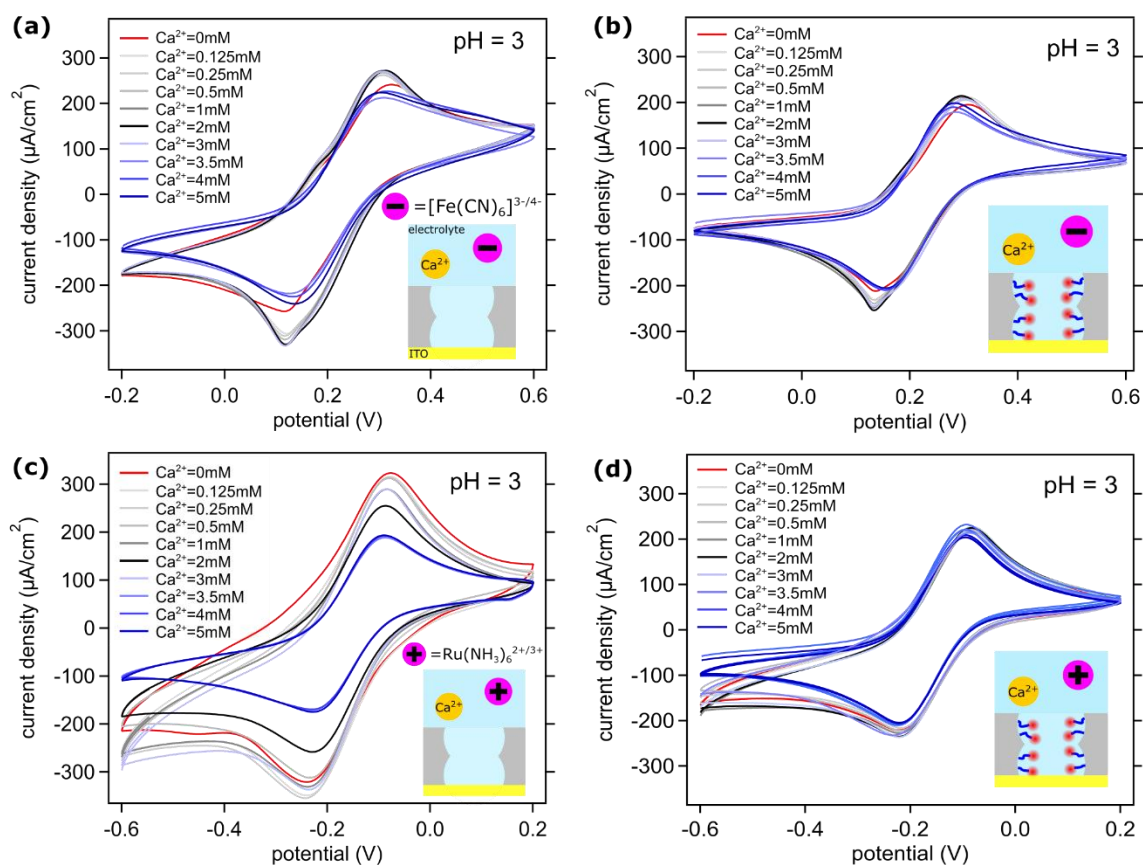 (a)
Ca²⁺=0mM
Ca²⁺=0.125mM
Ca²⁺=0.25mM
Ca²⁺=0.5mM
Ca²⁺=1mM
Ca²⁺=2mM
Ca²⁺=3mM
Ca²⁺=3.5mM
Ca²⁺=4mM
Ca²⁺=5mM
pH = 3
=[Fe(CN)₆]³⁻/⁴⁻
electrolyte
Ca²⁺
ITO
300
200
100
0
-100
-200
-300
current density (µA/cm²)
-0.2 0.0 0.2 0.4 0.6
potential (V)
(b)
Ca²⁺=0mM
Ca²⁺=0.125mM
Ca²⁺=0.25mM
Ca²⁺=0.5mM
Ca²⁺=1mM
Ca²⁺=2mM
Ca²⁺=3mM
Ca²⁺=3.5mM
Ca²⁺=4mM
Ca²⁺=5mM
pH = 3
Ca²⁺
300
200
100
0
-100
-200
-300
current density (µA/cm²)
-0.2 0.0 0.2 0.4 0.6
potential (V)
(c)
Ca²⁺=0mM
Ca²⁺=0.125mM
Ca²⁺=0.25mM
Ca²⁺=0.5mM
Ca²⁺=1mM
Ca²⁺=2mM
Ca²⁺=3mM
Ca²⁺=3.5mM
Ca²⁺=4mM
Ca²⁺=5mM
pH = 3
=Ru(NH₃)₆²⁺/³⁺
Ca²⁺
300
200
100
0
-100
-200
-300
current density (µA/cm²)
-0.6 -0.4 -0.2 0.0 0.2
potential (V)
(d)
Ca²⁺=0mM
Ca²⁺=0.125mM
Ca²⁺=0.25mM
Ca²⁺=0.5mM
Ca²⁺=1mM
Ca²⁺=2mM
Ca²⁺=3mM
Ca²⁺=3.5mM
Ca²⁺=4mM
Ca²⁺=5mM
pH = 3
Ca²⁺
300
200
100
0
-100
-200
-300
current density (µA/cm²)
-0.6 -0.4 -0.2 0.0 0.2
potential (V)